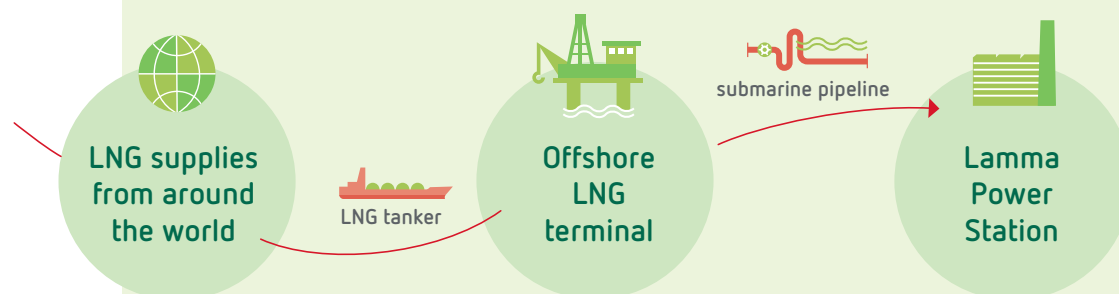 LNG supplies
from around
the world
LNG tanker
Offshore
LNG
terminal
submarine pipeline
Lamma
Power
Station